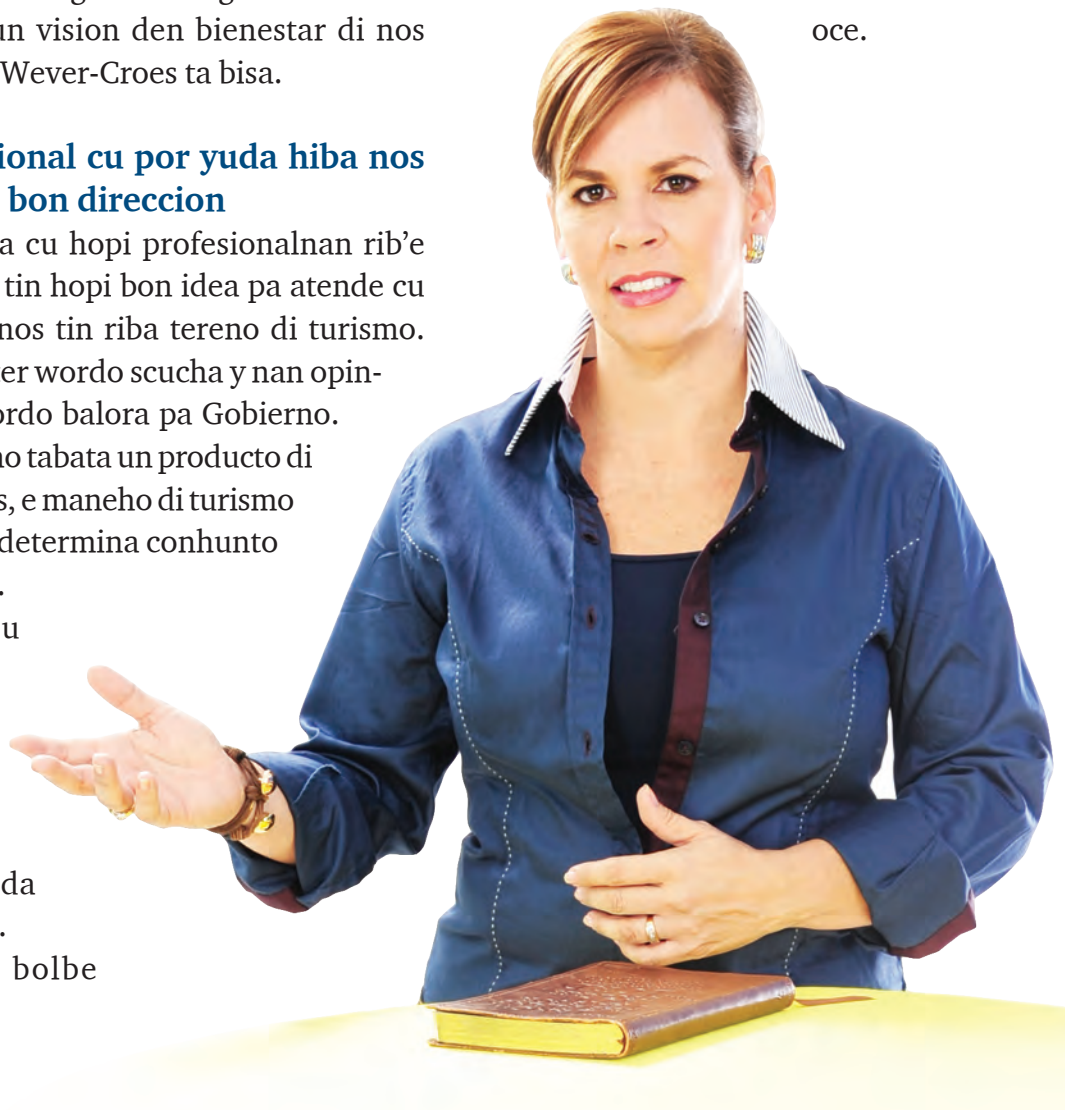 un vision den bienestar di nos
Wever-Croes ta bisa.
ional cu por yuda hiba nos
bon direccion
a cu hopi profesionalnan rib’e
tin hopi bon idea pa atende cu
nos tin riba tereno di turismo.
ter wordo scucha y nan opin-
ordo balora pa Gobierno.
no tabata un producto di
s, e maneho di turismo
determina conhunto
.
u
da
.
bolbe
oce.